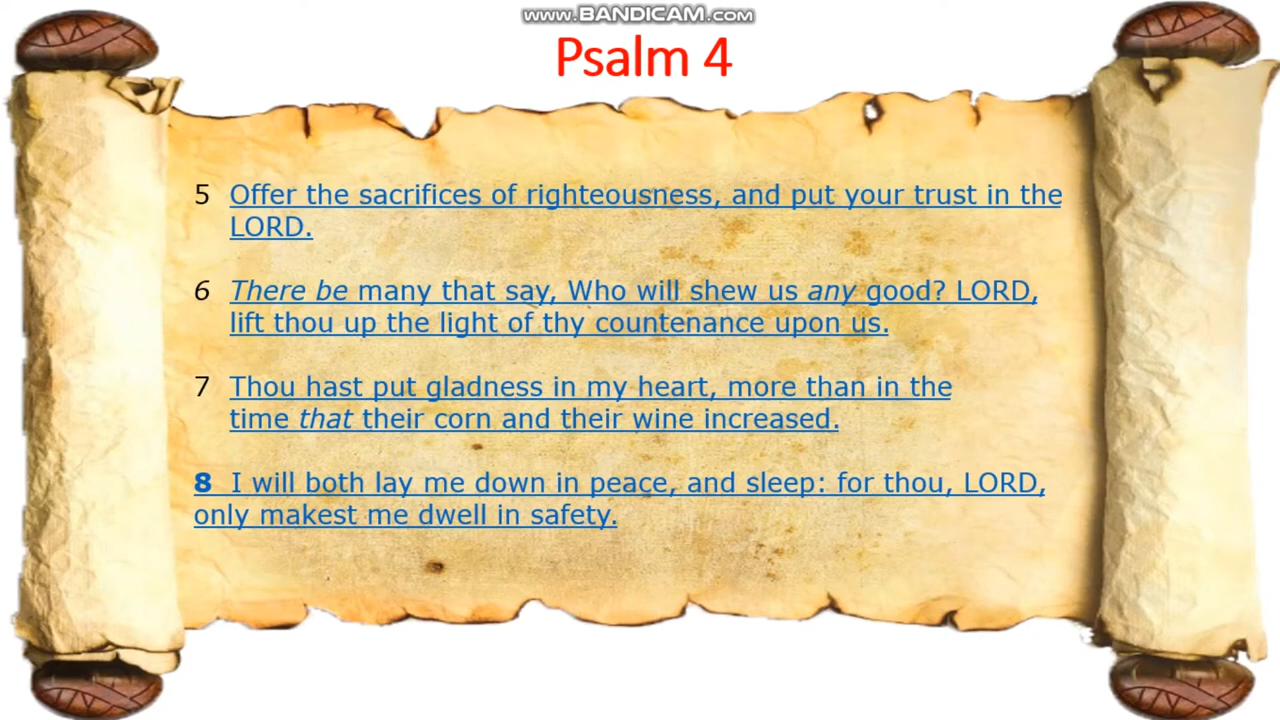 www.BANDICAM.com
Psalm 4
5 Offer the sacrifices of righteousness, and put your trust in the
LORD.
6 There be many that say, Who will shew us any good? LORD,
lift thou up the light of thy countenance upon us.
7 Thou hast put gladness in my heart, more than in the
time that their corn and their wine increased.
8 I will both lay me down in peace, and sleep: for thou, LORD,
only makest me dwell in safety.